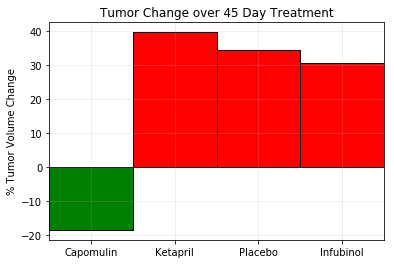 Tumor Change over 45 Day Treatment
% Tumor Volume Change
40
30
20
10
0
−10
−20
Capomulin Ketapril Placebo Infubinol